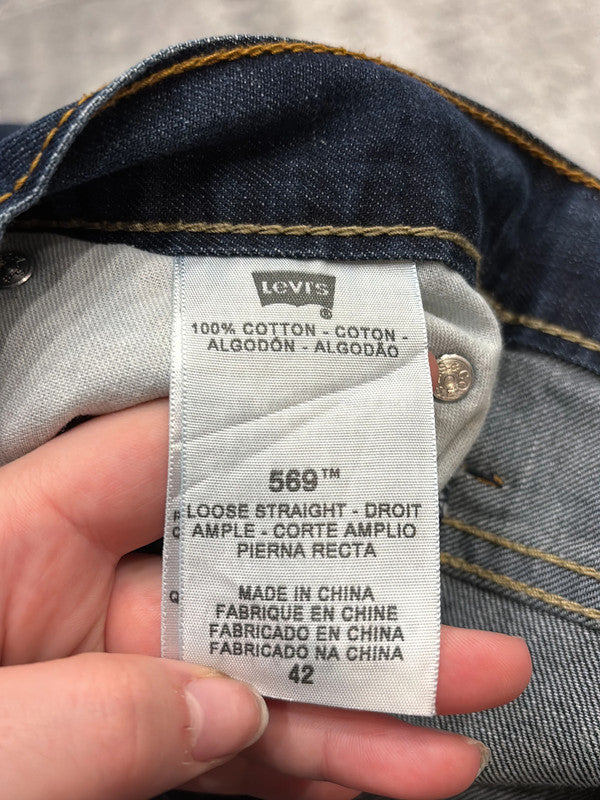 Levi's
®
100% COTTON - COTON -
ALGODÓN - ALGODÃO
569™
LOOSE STRAIGHT - DROIT
AMPLE - CORTE AMPLIO
PIERNA RECTA
MADE IN CHINA
FABRIQUE EN CHINE
FABRICADO EN CHINA
FABRICADO NA CHINA
42